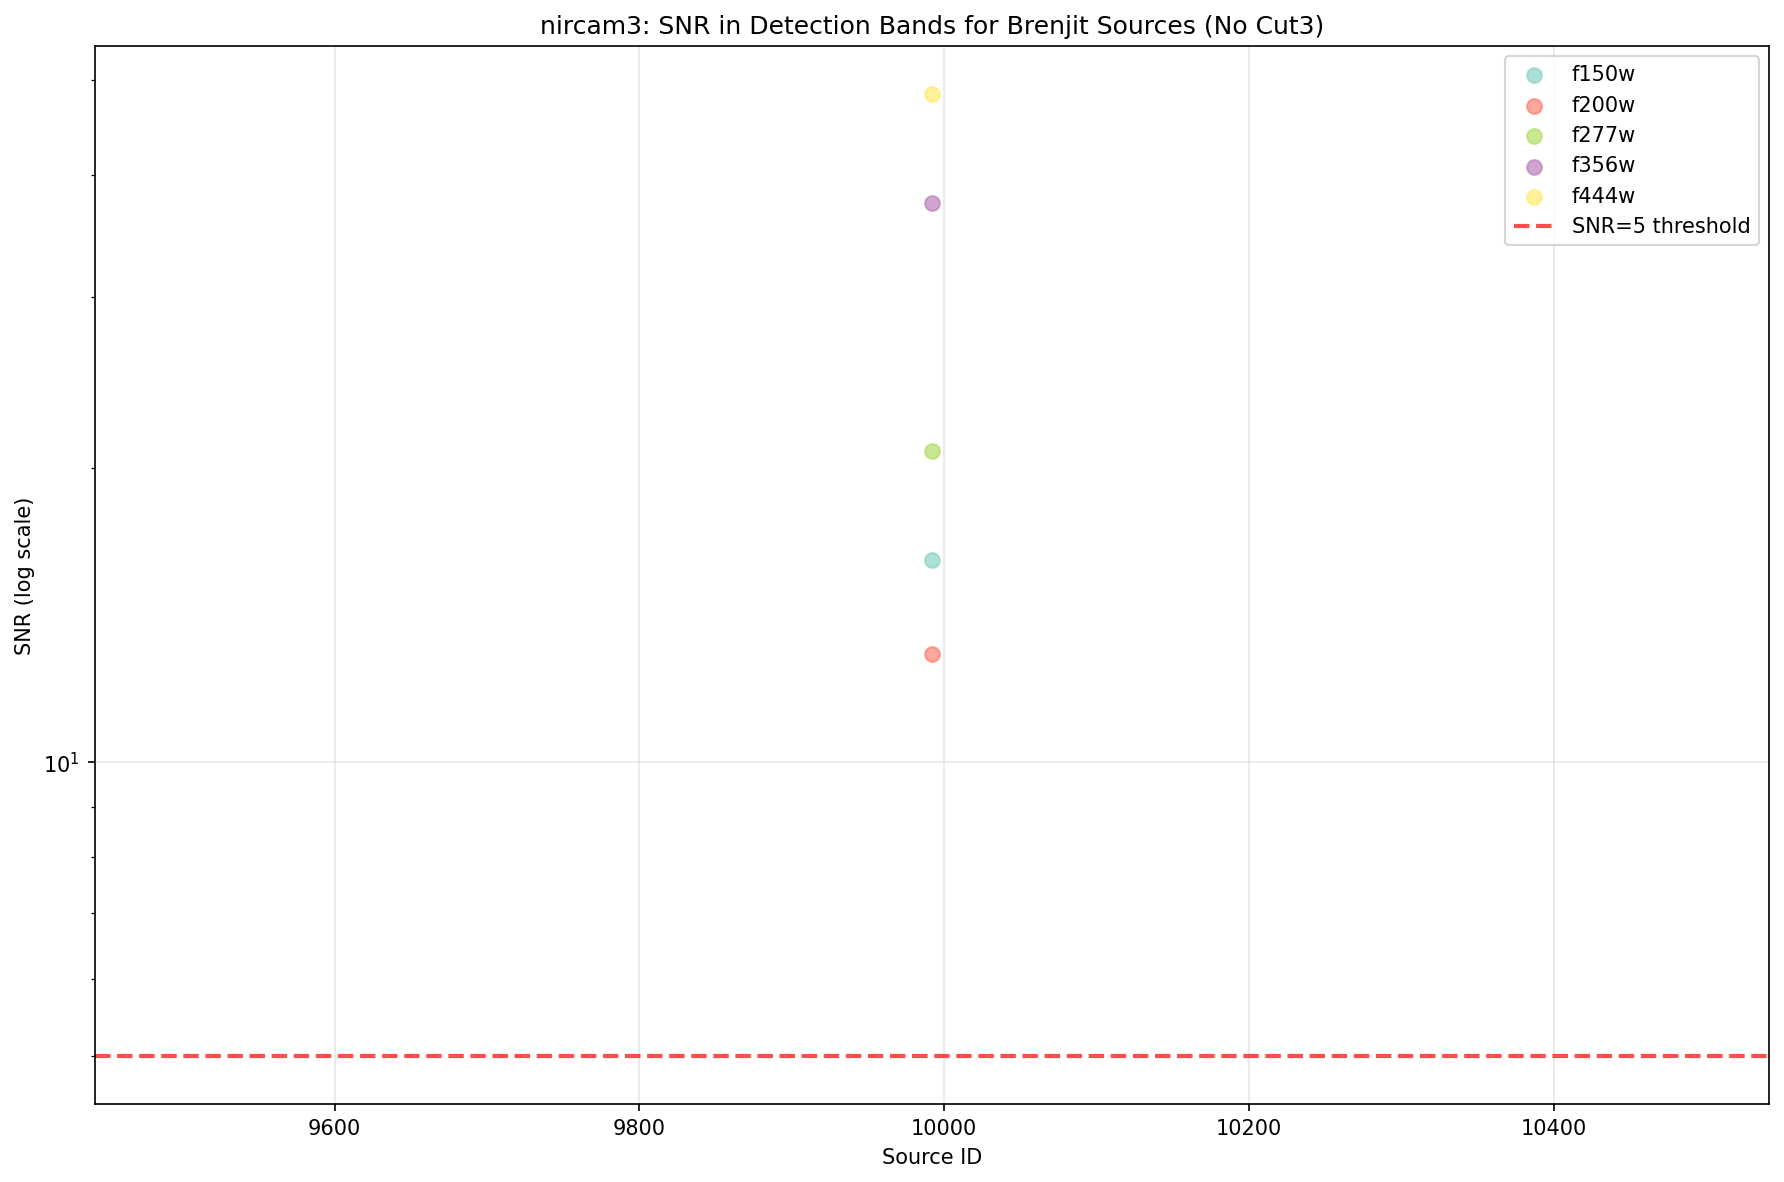 nircam3: SNR in Detection Bands for Brenjit Sources (No Cut3)
f150w
f200w
f277w
f356w
f444w
SNR=5 threshold
SNR (log scale)
10¹
9600
9800
10000
10200
10400
Source ID